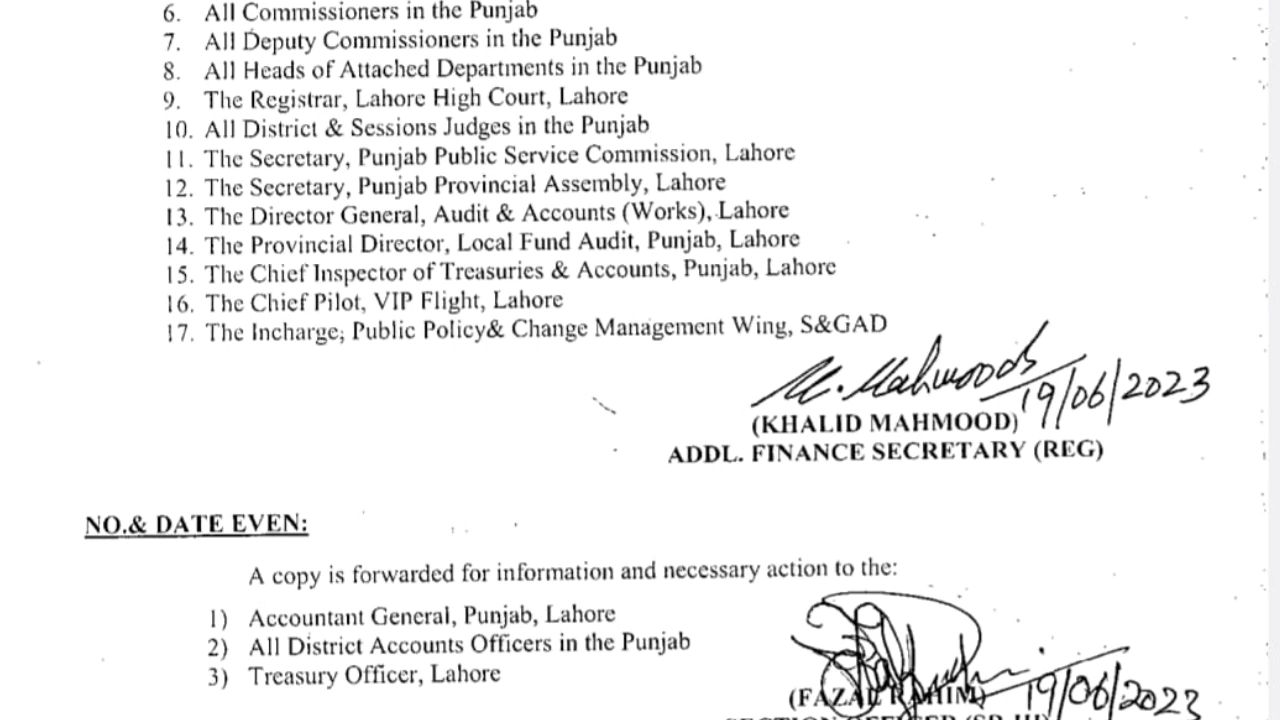 6. All Commissioners in the Punjab
7. All Deputy Commissioners in the Punjab
8. All Heads of Attached Departments in the Punjab
9. The Registrar, Lahore High Court, Lahore
10. All District & Sessions Judges in the Punjab
11. The Secretary, Punjab Public Service Commission, Lahore
12. The Secretary, Punjab Provincial Assembly, Lahore
13. The Director General, Audit & Accounts (Works), Lahore
14. The Provincial Director, Local Fund Audit, Punjab, Lahore
15. The Chief Inspector of Treasuries & Accounts, Punjab, Lahore
16. The Chief Pilot, VIP Flight, Lahore
17. The Incharge, Public Policy& Change Management Wing, S&GAD
K. Mahmood
19/06/2023
(KHALID MAHMOOD)
ADDL. FINANCE SECRETARY (REG)
NO.& DATE EVEN:
A copy is forwarded for information and necessary action to the:
1) Accountant General, Punjab, Lahore
2) All District Accounts Officers in the Punjab
3) Treasury Officer, Lahore
(FAZAL RAHIM)
19/06/2023